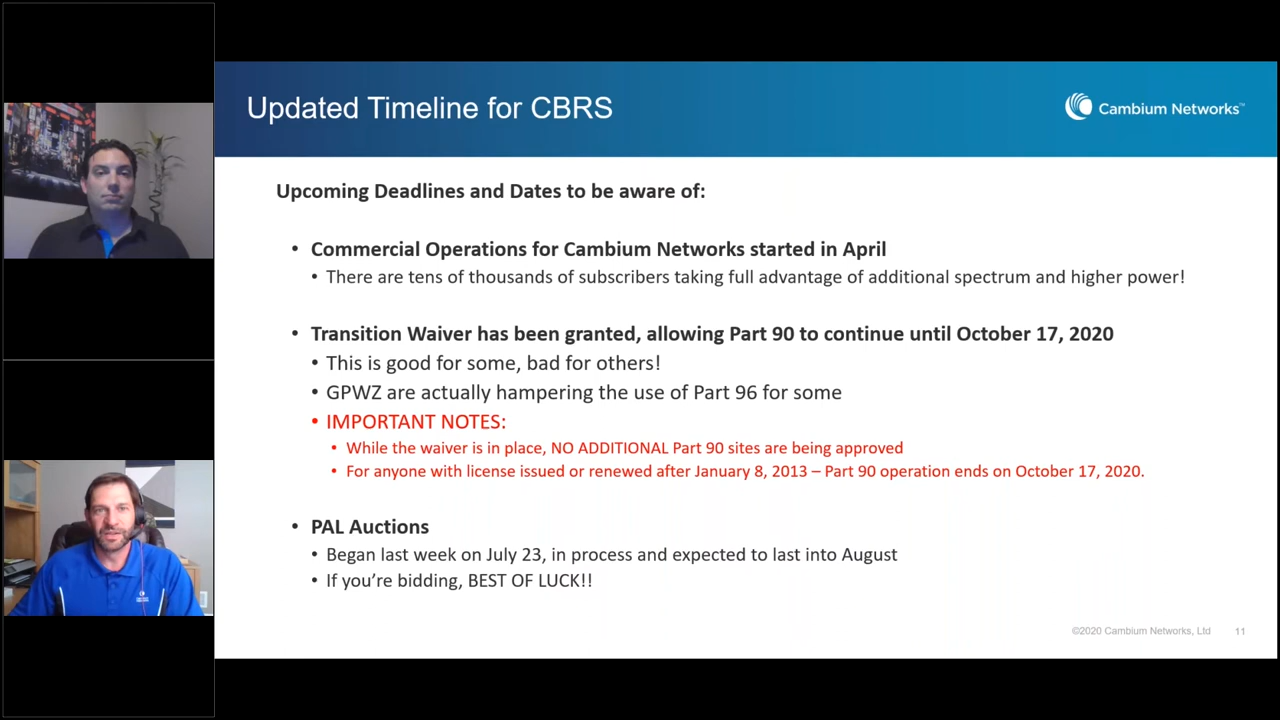 Updated Timeline for CBRS
Cambium Networks™
Upcoming Deadlines and Dates to be aware of:
• Commercial Operations for Cambium Networks started in April
• There are tens of thousands of subscribers taking full advantage of additional spectrum and higher power!
• Transition Waiver has been granted, allowing Part 90 to continue until October 17, 2020
• This is good for some, bad for others!
• GPWZ are actually hampering the use of Part 96 for some
• IMPORTANT NOTES:
• While the waiver is in place, NO ADDITIONAL Part 90 sites are being approved
• For anyone with license issued or renewed after January 8, 2013 – Part 90 operation ends on October 17, 2020.
• PAL Auctions
• Began last week on July 23, in process and expected to last into August
• If you’re bidding, BEST OF LUCK!!
©2020 Cambium Networks, Ltd 11